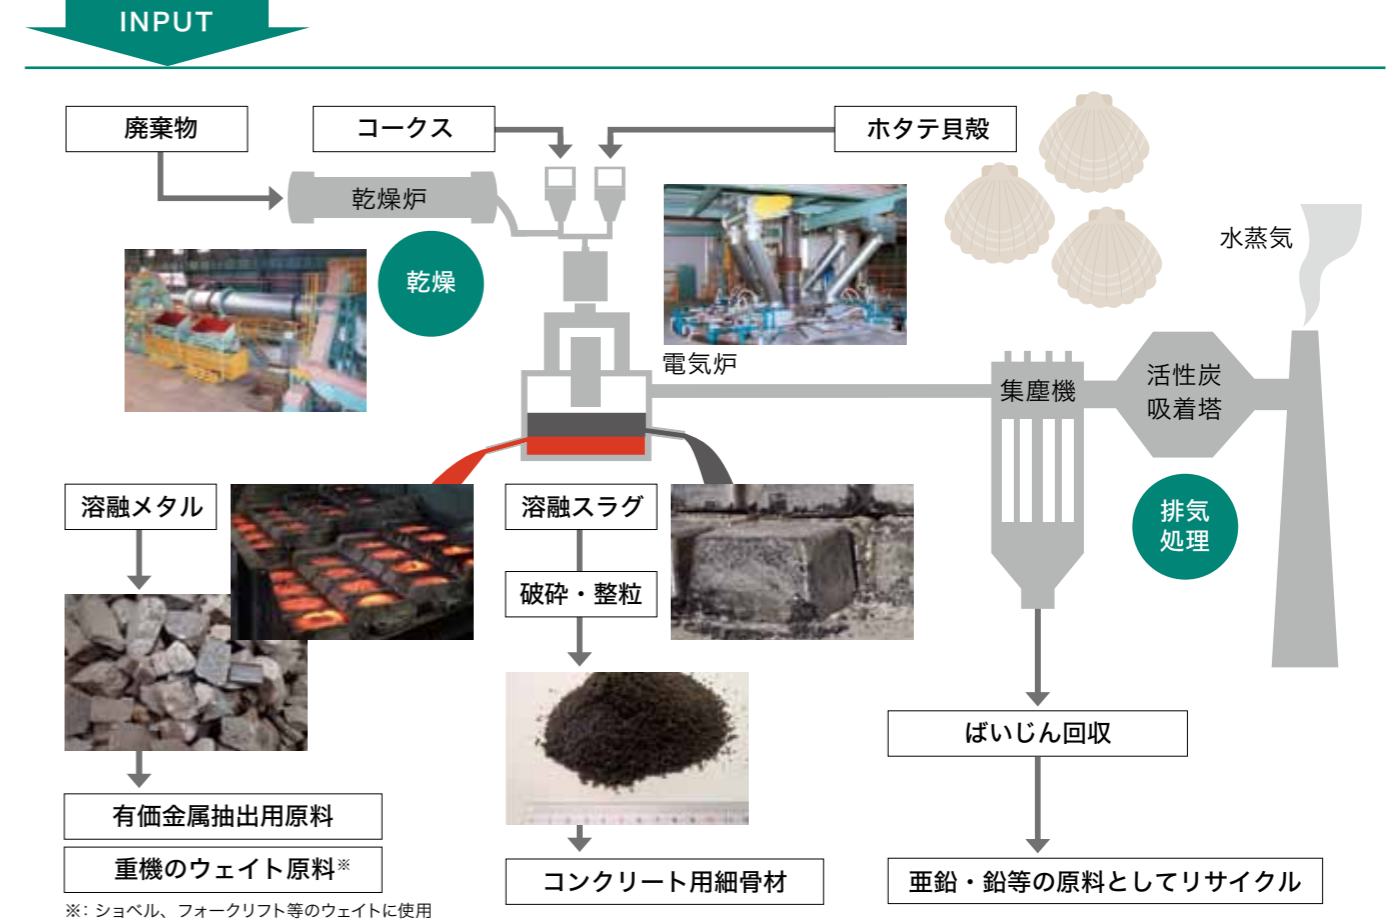 INPUT
廃棄物
コークス
ホタテ貝殻
乾燥炉
乾燥
水蒸気
電気炉
集塵機
活性炭
吸着塔
排気
処理
溶融メタル
溶融スラグ
破砕・整粒
ばいじん回収
有価金属抽出用原料
重機のウェイト原料※
コンクリート用細骨材
亜鉛・鉛等の原料としてリサイクル
※：ショベル、フォークリフト等のウェイトに使用